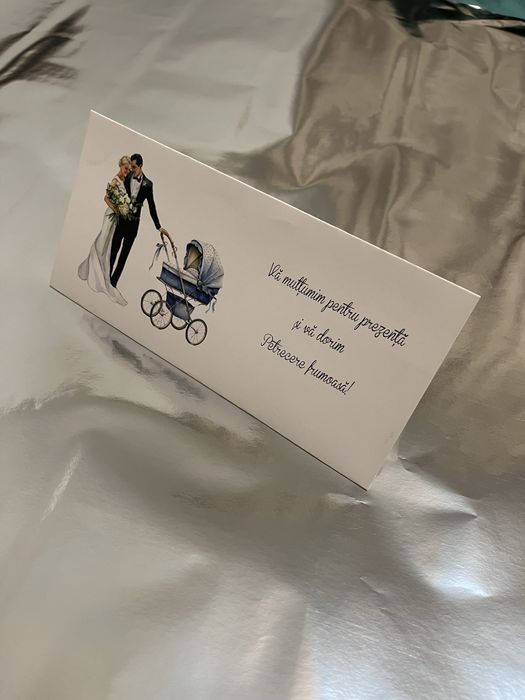 Vă mulțumim pentru prezență
și vă dorim
Petrecere frumoasă!